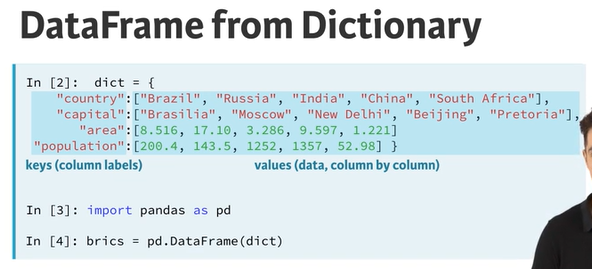 DataFrame from Dictionary
In [2]: dict = {
"country":["Brazil", "Russia", "India", "China", "South Africa"],
"capital":["Brasilia", "Moscow", "New Delhi", "Beijing", "Pretoria"],
"area":[8.516, 17.10, 3.286, 9.597, 1.221]
"population":[200.4, 143.5, 1252, 1357, 52.98] }
keys (column labels) values (data, column by column)
In [3]: import pandas as pd
In [4]: brics = pd.DataFrame(dict)